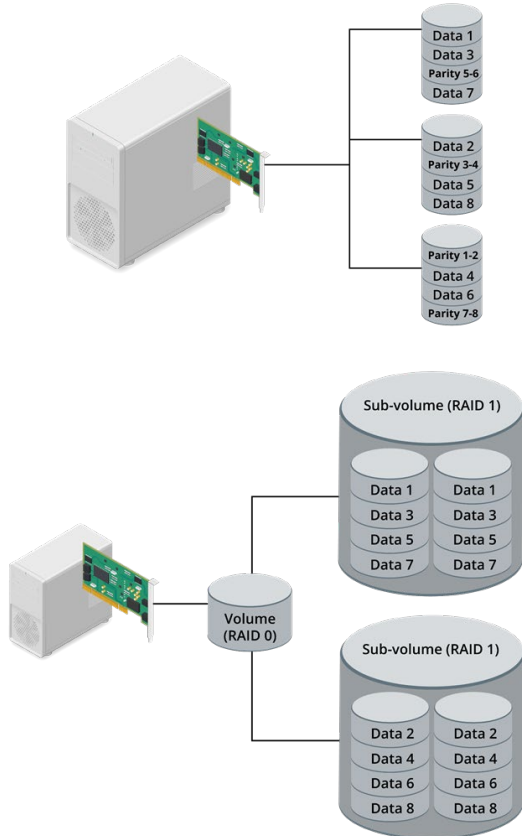 Data 1
Data 3
Parity 5-6
Data 7
Data 2
Parity 3-4
Data 5
Data 8
Parity 1-2
Data 4
Data 6
Parity 7-8
Sub-volume (RAID 1)
Data 1 Data 1
Data 3 Data 3
Data 5 Data 5
Data 7 Data 7
Volume
(RAID 0)
Sub-volume (RAID 1)
Data 2 Data 2
Data 4 Data 4
Data 6 Data 6
Data 8 Data 8